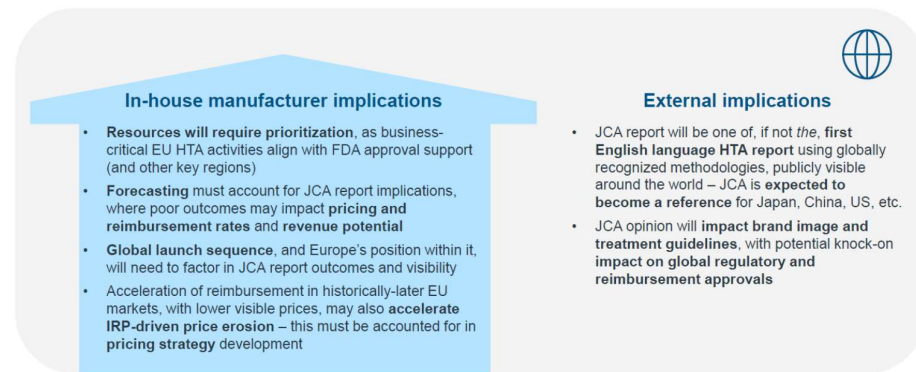 In-house manufacturer implications
• Resources will require prioritization, as business-
critical EU HTA activities align with FDA approval support
(and other key regions)
• Forecasting must account for JCA report implications,
where poor outcomes may impact pricing and
reimbursement rates and revenue potential
• Global launch sequence, and Europe's position within it,
will need to factor in JCA report outcomes and visibility
• Acceleration of reimbursement in historically-later EU
markets, with lower visible prices, may also accelerate
IRP-driven price erosion – this must be accounted for in
pricing strategy development
External implications
• JCA report will be one of, if not the, first
English language HTA report using globally
recognized methodologies, publicly visible
around the world – JCA is expected to
become a reference for Japan, China, US, etc.
• JCA opinion will impact brand image and
treatment guidelines, with potential knock-on
impact on global regulatory and
reimbursement approvals